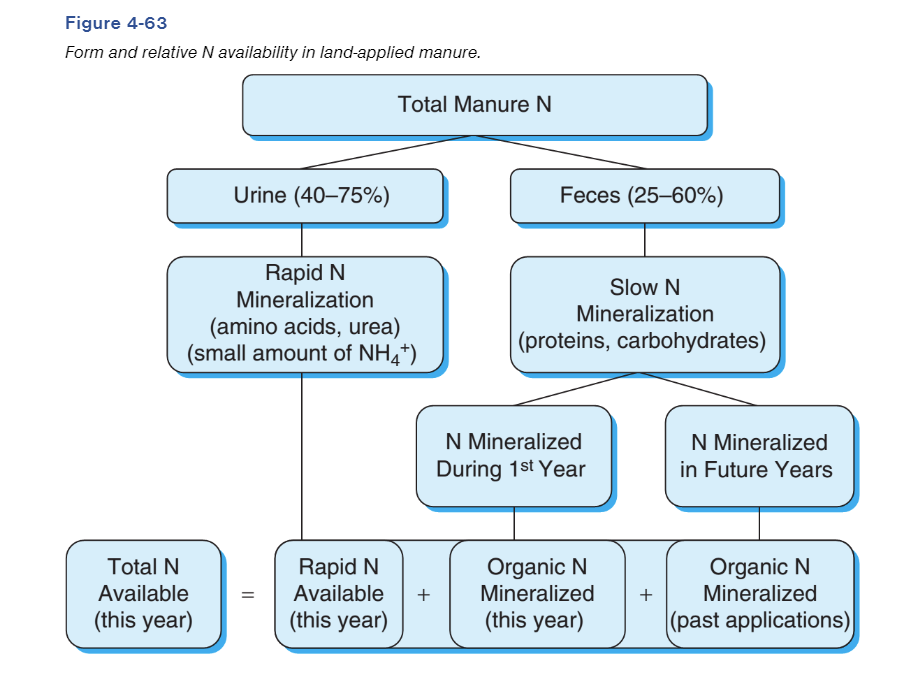 Figure 4-63
Form and relative N availability in land-applied manure.
Total Manure N
Urine (40–75%)
Feces (25–60%)
Rapid N
Mineralization
(amino acids, urea)
(small amount of NH₄⁺)
Slow N
Mineralization
(proteins, carbohydrates)
N Mineralized
During 1st Year
N Mineralized
in Future Years
Total N
Available
(this year)
=
Rapid N
Available
(this year)
+
Organic N
Mineralized
(this year)
+
Organic N
Mineralized
(past applications)